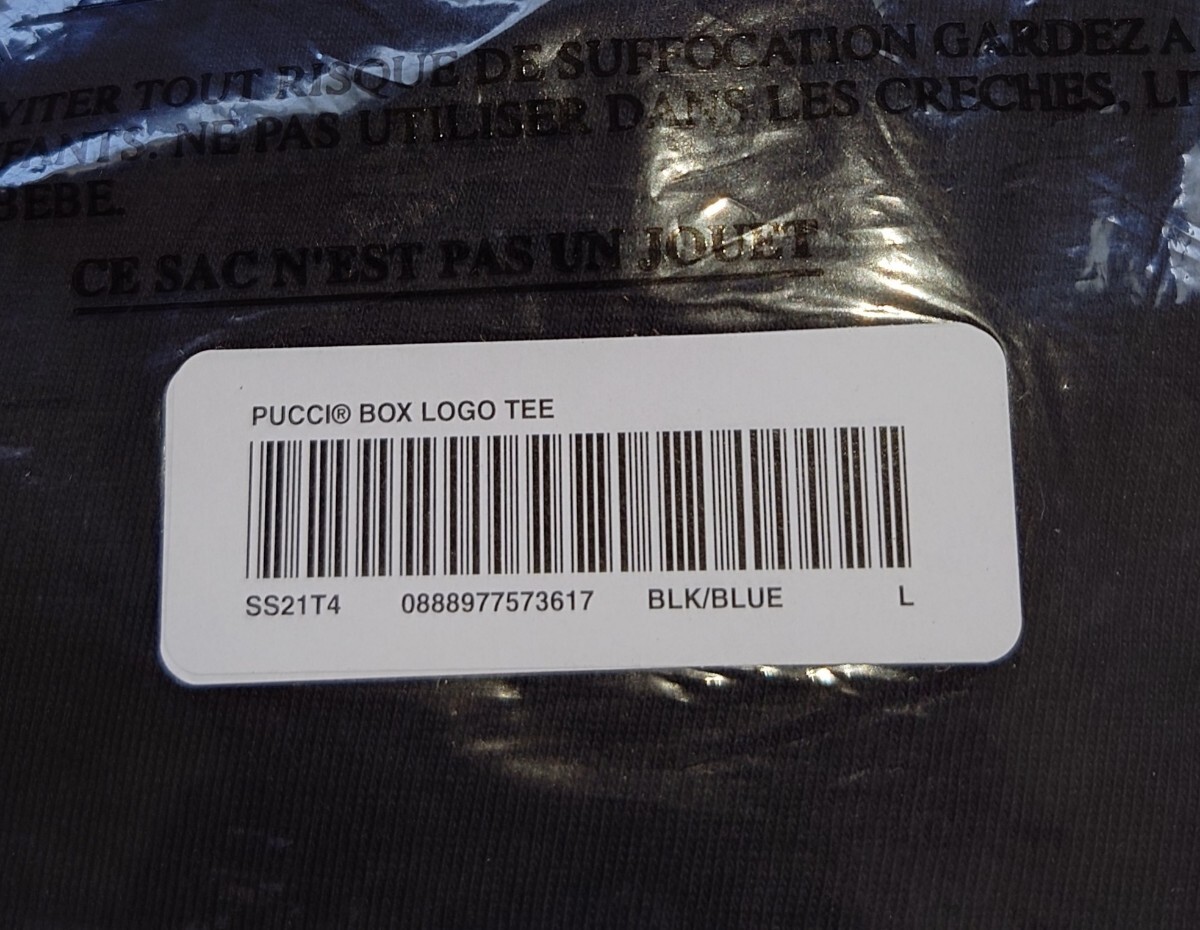 VITER TOUT RISQUE DE SUFFOCATION GARDEZ A
FANTS. NE PAS UTILISER DANS LES CRECHES, LIT
BEBE.
CE SAC N'EST PAS UN JOUET
PUCCI® BOX LOGO TEE
SS21T4 0888977573617 BLK/BLUE L